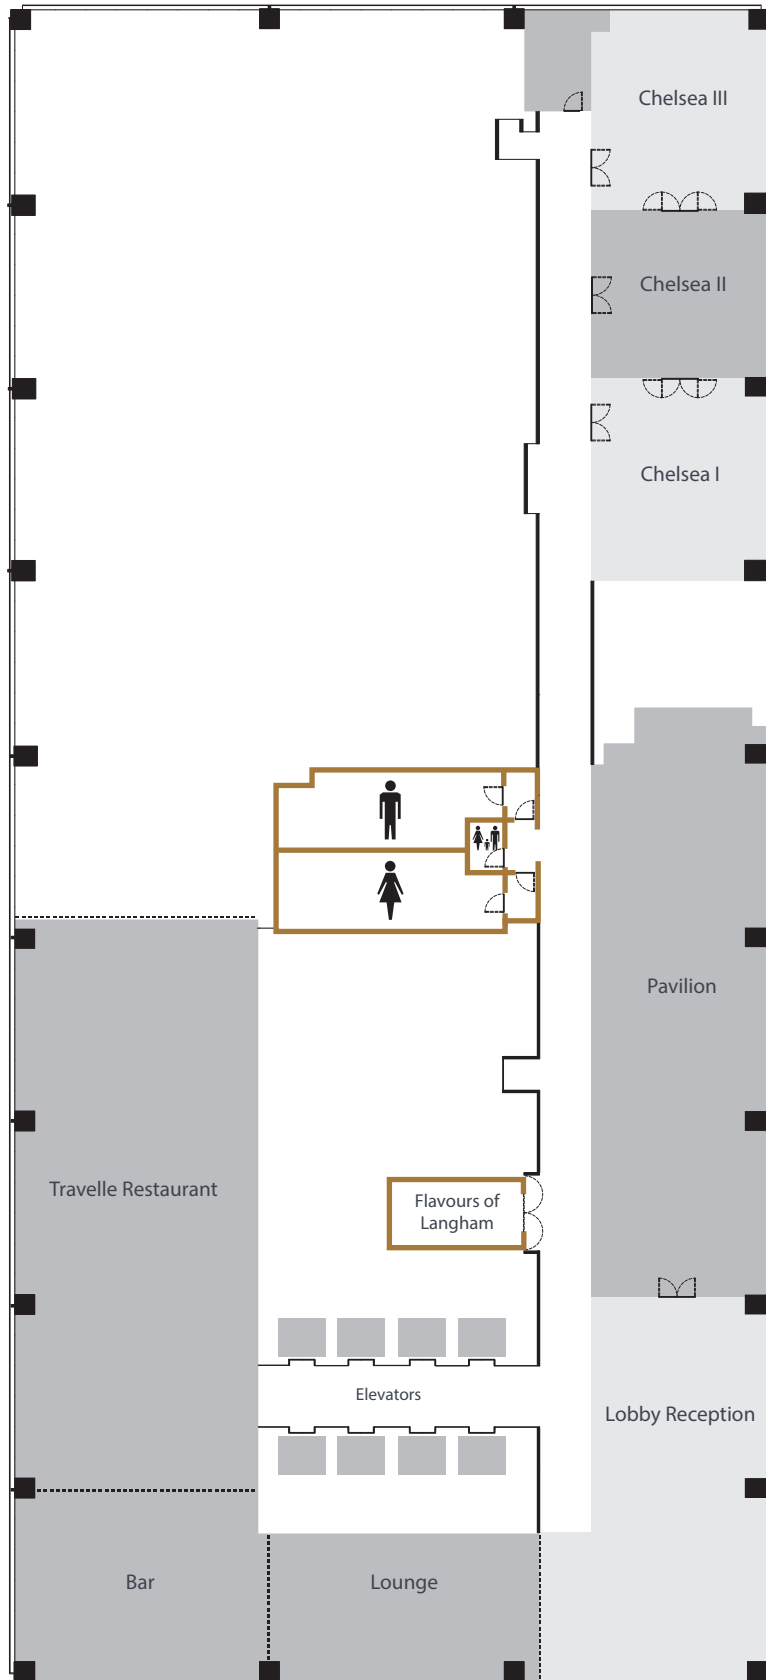 Chelsea III
Chelsea II
Chelsea I
Pavilion
Travelle Restaurant
Flavours of
Langham
Elevators
Lobby Reception
Bar
Lounge